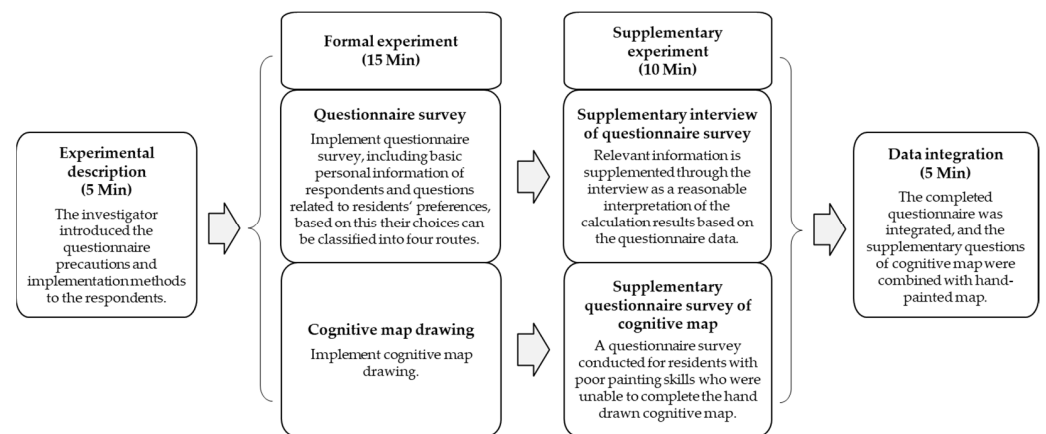 Experimental
description
(5 Min)
The investigator
introduced the
questionnaire
precautions and
implementation methods
to the respondents.
Formal experiment
(15 Min)
Questionnaire survey
Implement questionnaire
survey, including basic
personal information of
respondents and questions
related to residents' preferences,
based on this their choices can
be classified into four routes.
Cognitive map drawing
Implement cognitive map
drawing.
Supplementary
experiment
(10 Min)
Supplementary interview
of questionnaire survey
Relevant information is
supplemented through the
interview as a reasonable
interpretation of the
calculation results based on
the questionnaire data.
Supplementary
questionnaire survey of
cognitive map
A questionnaire survey
conducted for residents with
poor painting skills who were
unable to complete the hand
drawn cognitive map.
Data integration
(5 Min)
The completed
questionnaire was
integrated, and the
supplementary questions
of cognitive map were
combined with hand-
painted map.